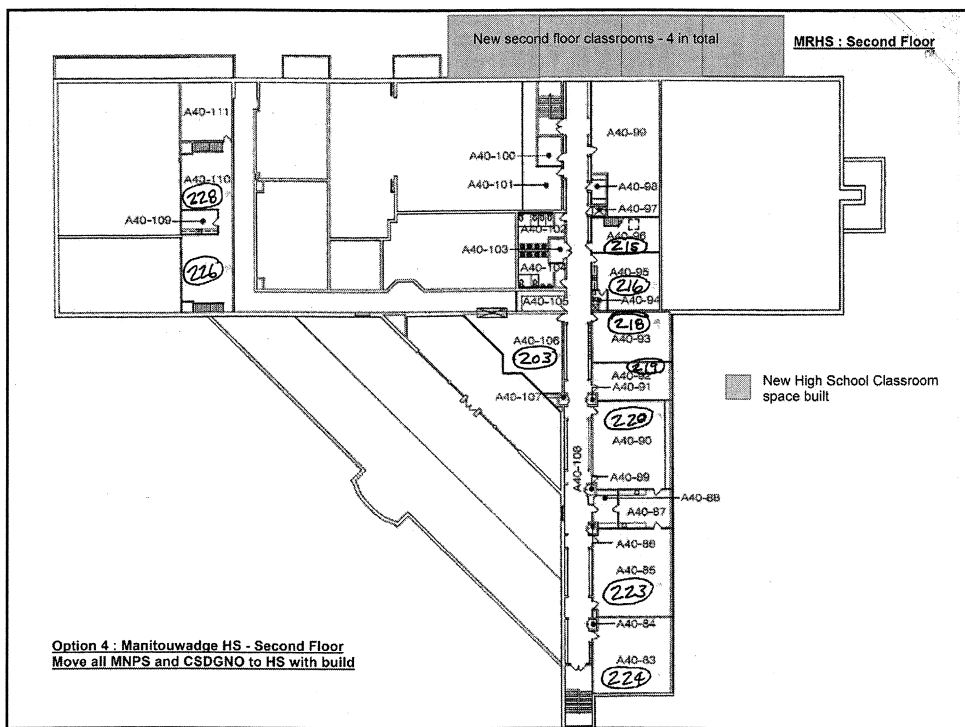 New second floor classrooms - 4 in total
MRHS : Second Floor
A40-111
A40-99
A40-100
A40-110
A40-101
A40-98
228
A40-97
A40-109
A40-102
A40-96
215
A40-103
226
A40-104
A40-95
216
A40-105
A40-94
218
A40-106
A40-93
203
219
A40-92
A40-91
New High School Classroom
space built
A40-107
220
A40-90
A40-108
A40-89
A40-88
A40-87
A40-86
A40-85
223
A40-84
Option 4 : Manitouwadge HS - Second Floor
Move all MNPS and CSDGNO to HS with build
A40-83
224